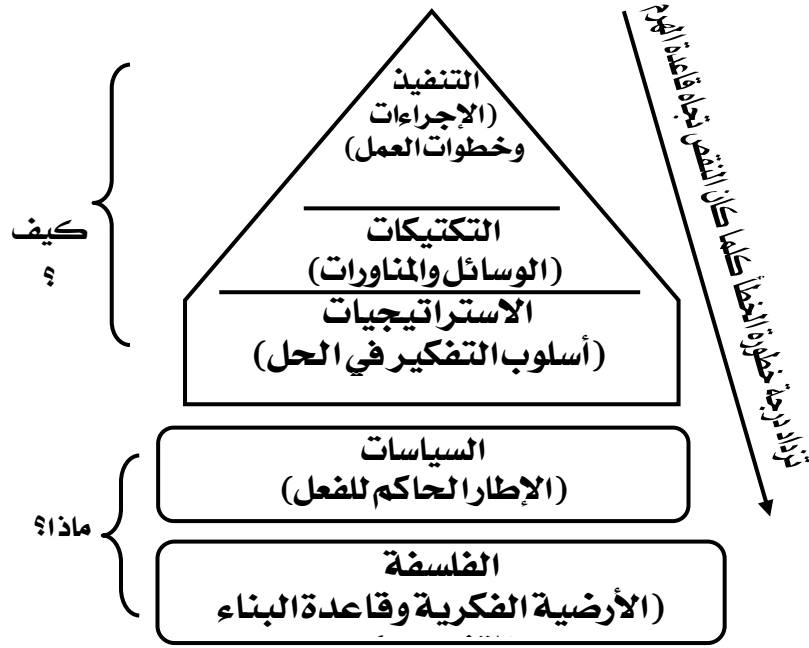 التنفيذ
(الإجراءات
وخطوات العمل)
التكتيكات
(الوسائل والمناورات)
الاستراتيجيات
(أسلوب التفكير في الحل)
السياسات
(الإطار الحاكم للفعل)
الفلسفة
(الأرضية الفكرية وقاعدة البناء
كيف
؟
ماذا؟
تزداد درجة خطورة الخطأ كلما كان النقص تجاه قاعدة الهرم